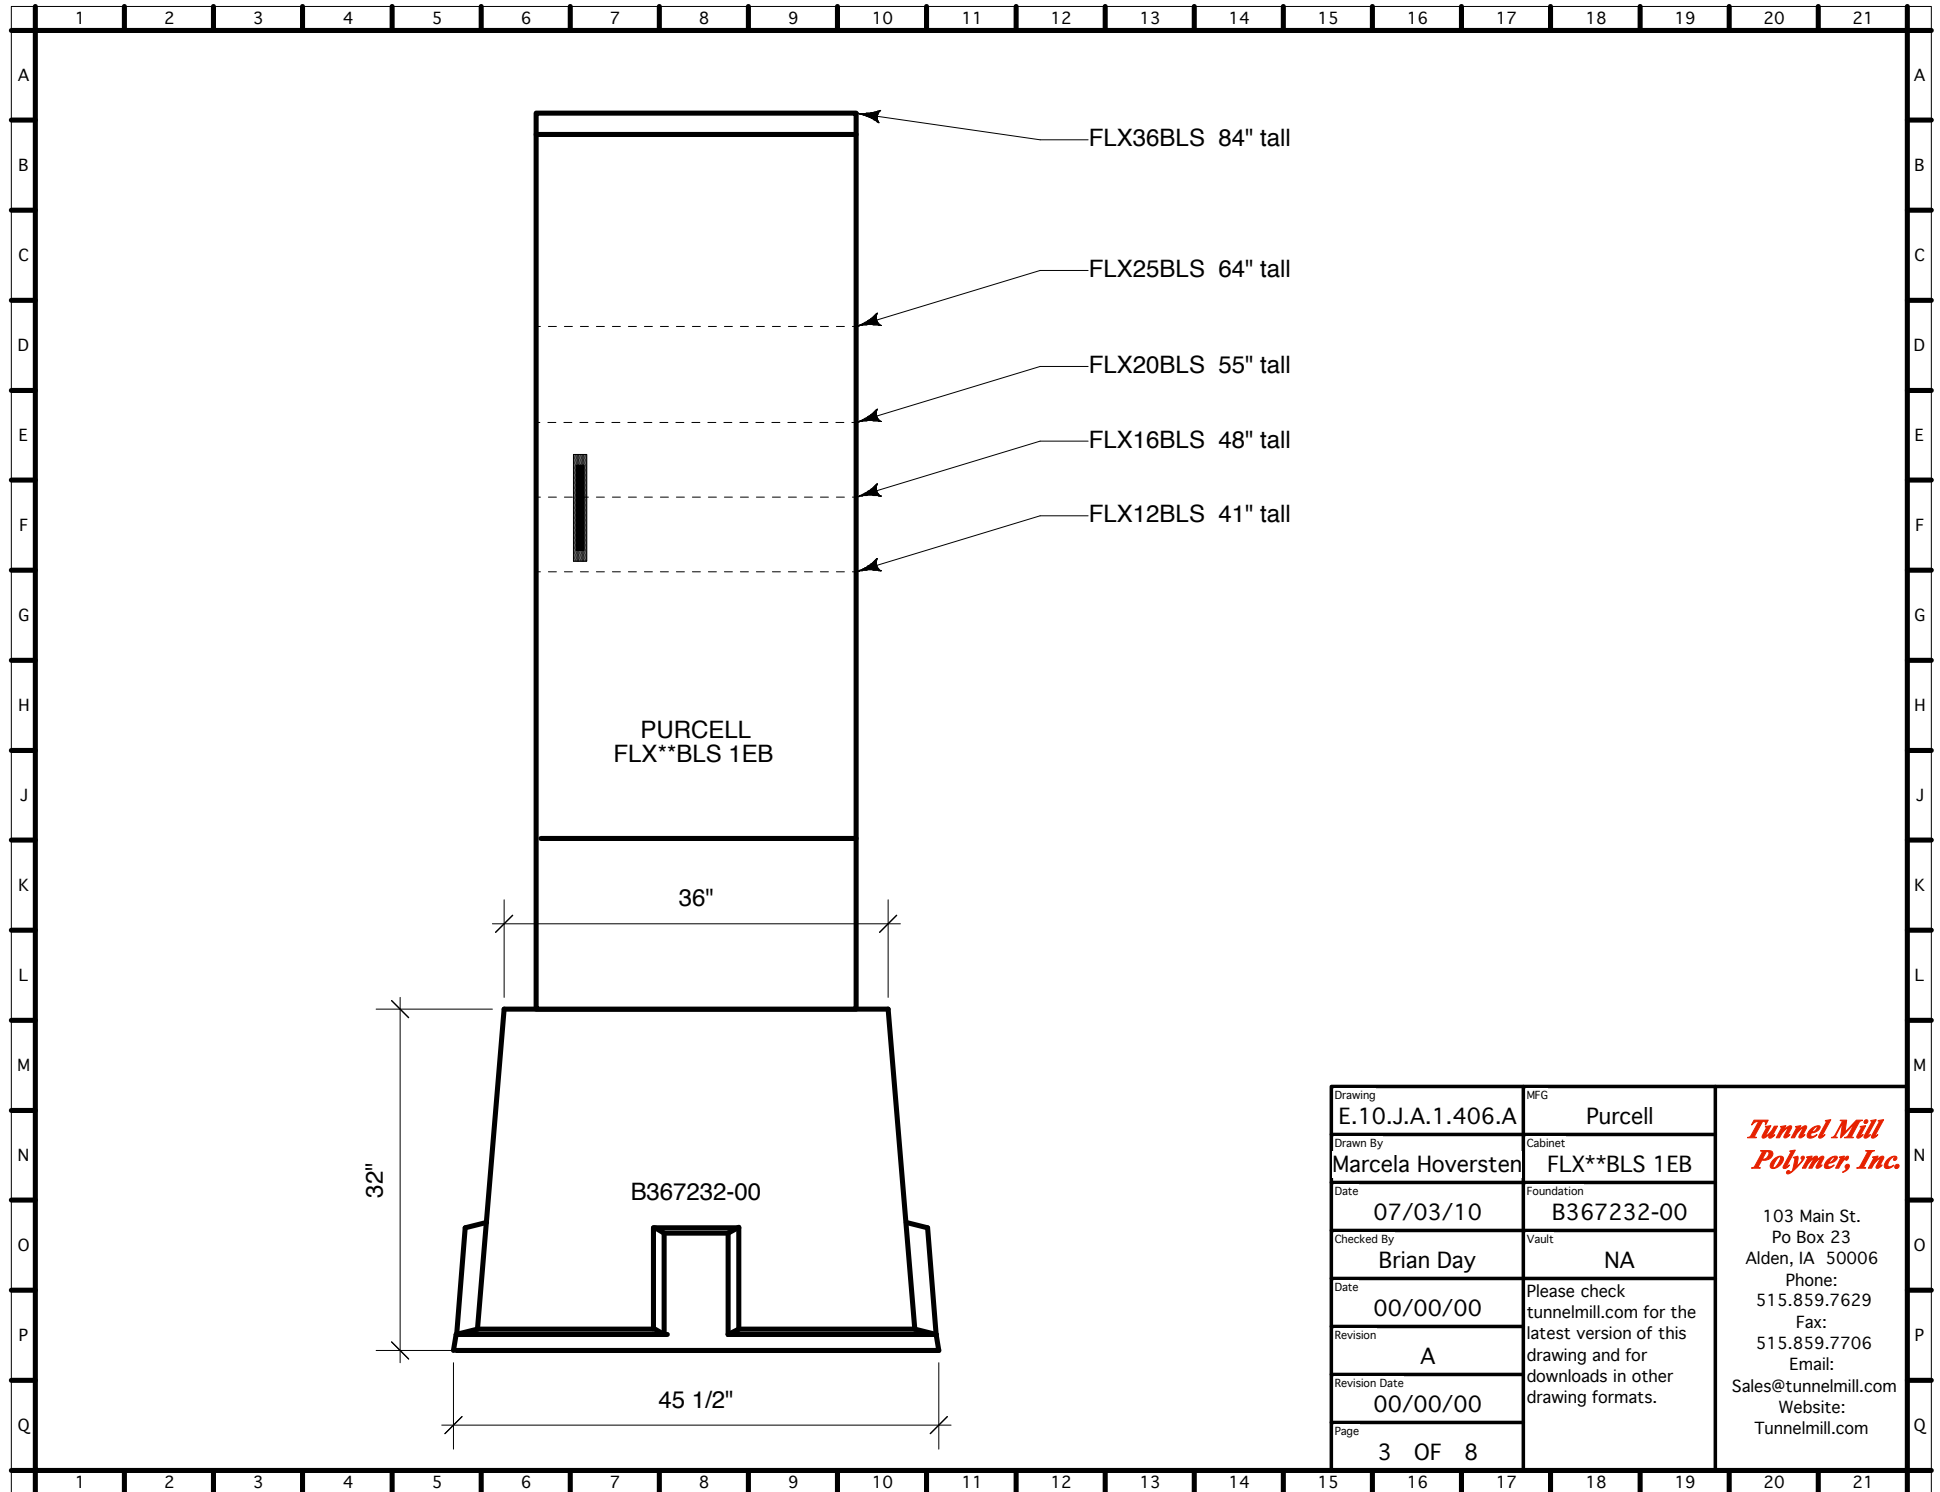 1 2 3 4 5 6 7 8 9 10 11 12 13 14 15 16 17 18 19 20 21
A A
B B
C C
D D
E E
F F
G G
H H
J J
K K
L L
M M
N N
O O
P P
Q Q
FLX36BLS 84" tall
FLX25BLS 64" tall
FLX20BLS 55" tall
FLX16BLS 48" tall
FLX12BLS 41" tall
PURCELL
FLX**BLS 1EB
36"
32"
B367232-00
45 1/2"
Drawing
E.10.J.A.1.406.A
MFG
Purcell
Drawn By
Marcela Hoversten
Cabinet
FLX**BLS 1EB
Date
07/03/10
Foundation
B367232-00
Checked By
Brian Day
Vault
NA
Date
00/00/00
Revision
A
Revision Date
00/00/00
Page
3 OF 8
Please check
tunnelmill.com for the
latest version of this
drawing and for
downloads in other
drawing formats.
Tunnel Mill
Polymer, Inc.
103 Main St.
Po Box 23
Alden, IA 50006
Phone:
515.859.7629
Fax:
515.859.7706
Email:
Sales@tunnelmill.com
Website:
Tunnelmill.com
1 2 3 4 5 6 7 8 9 10 11 12 13 14 15 16 17 18 19 20 21